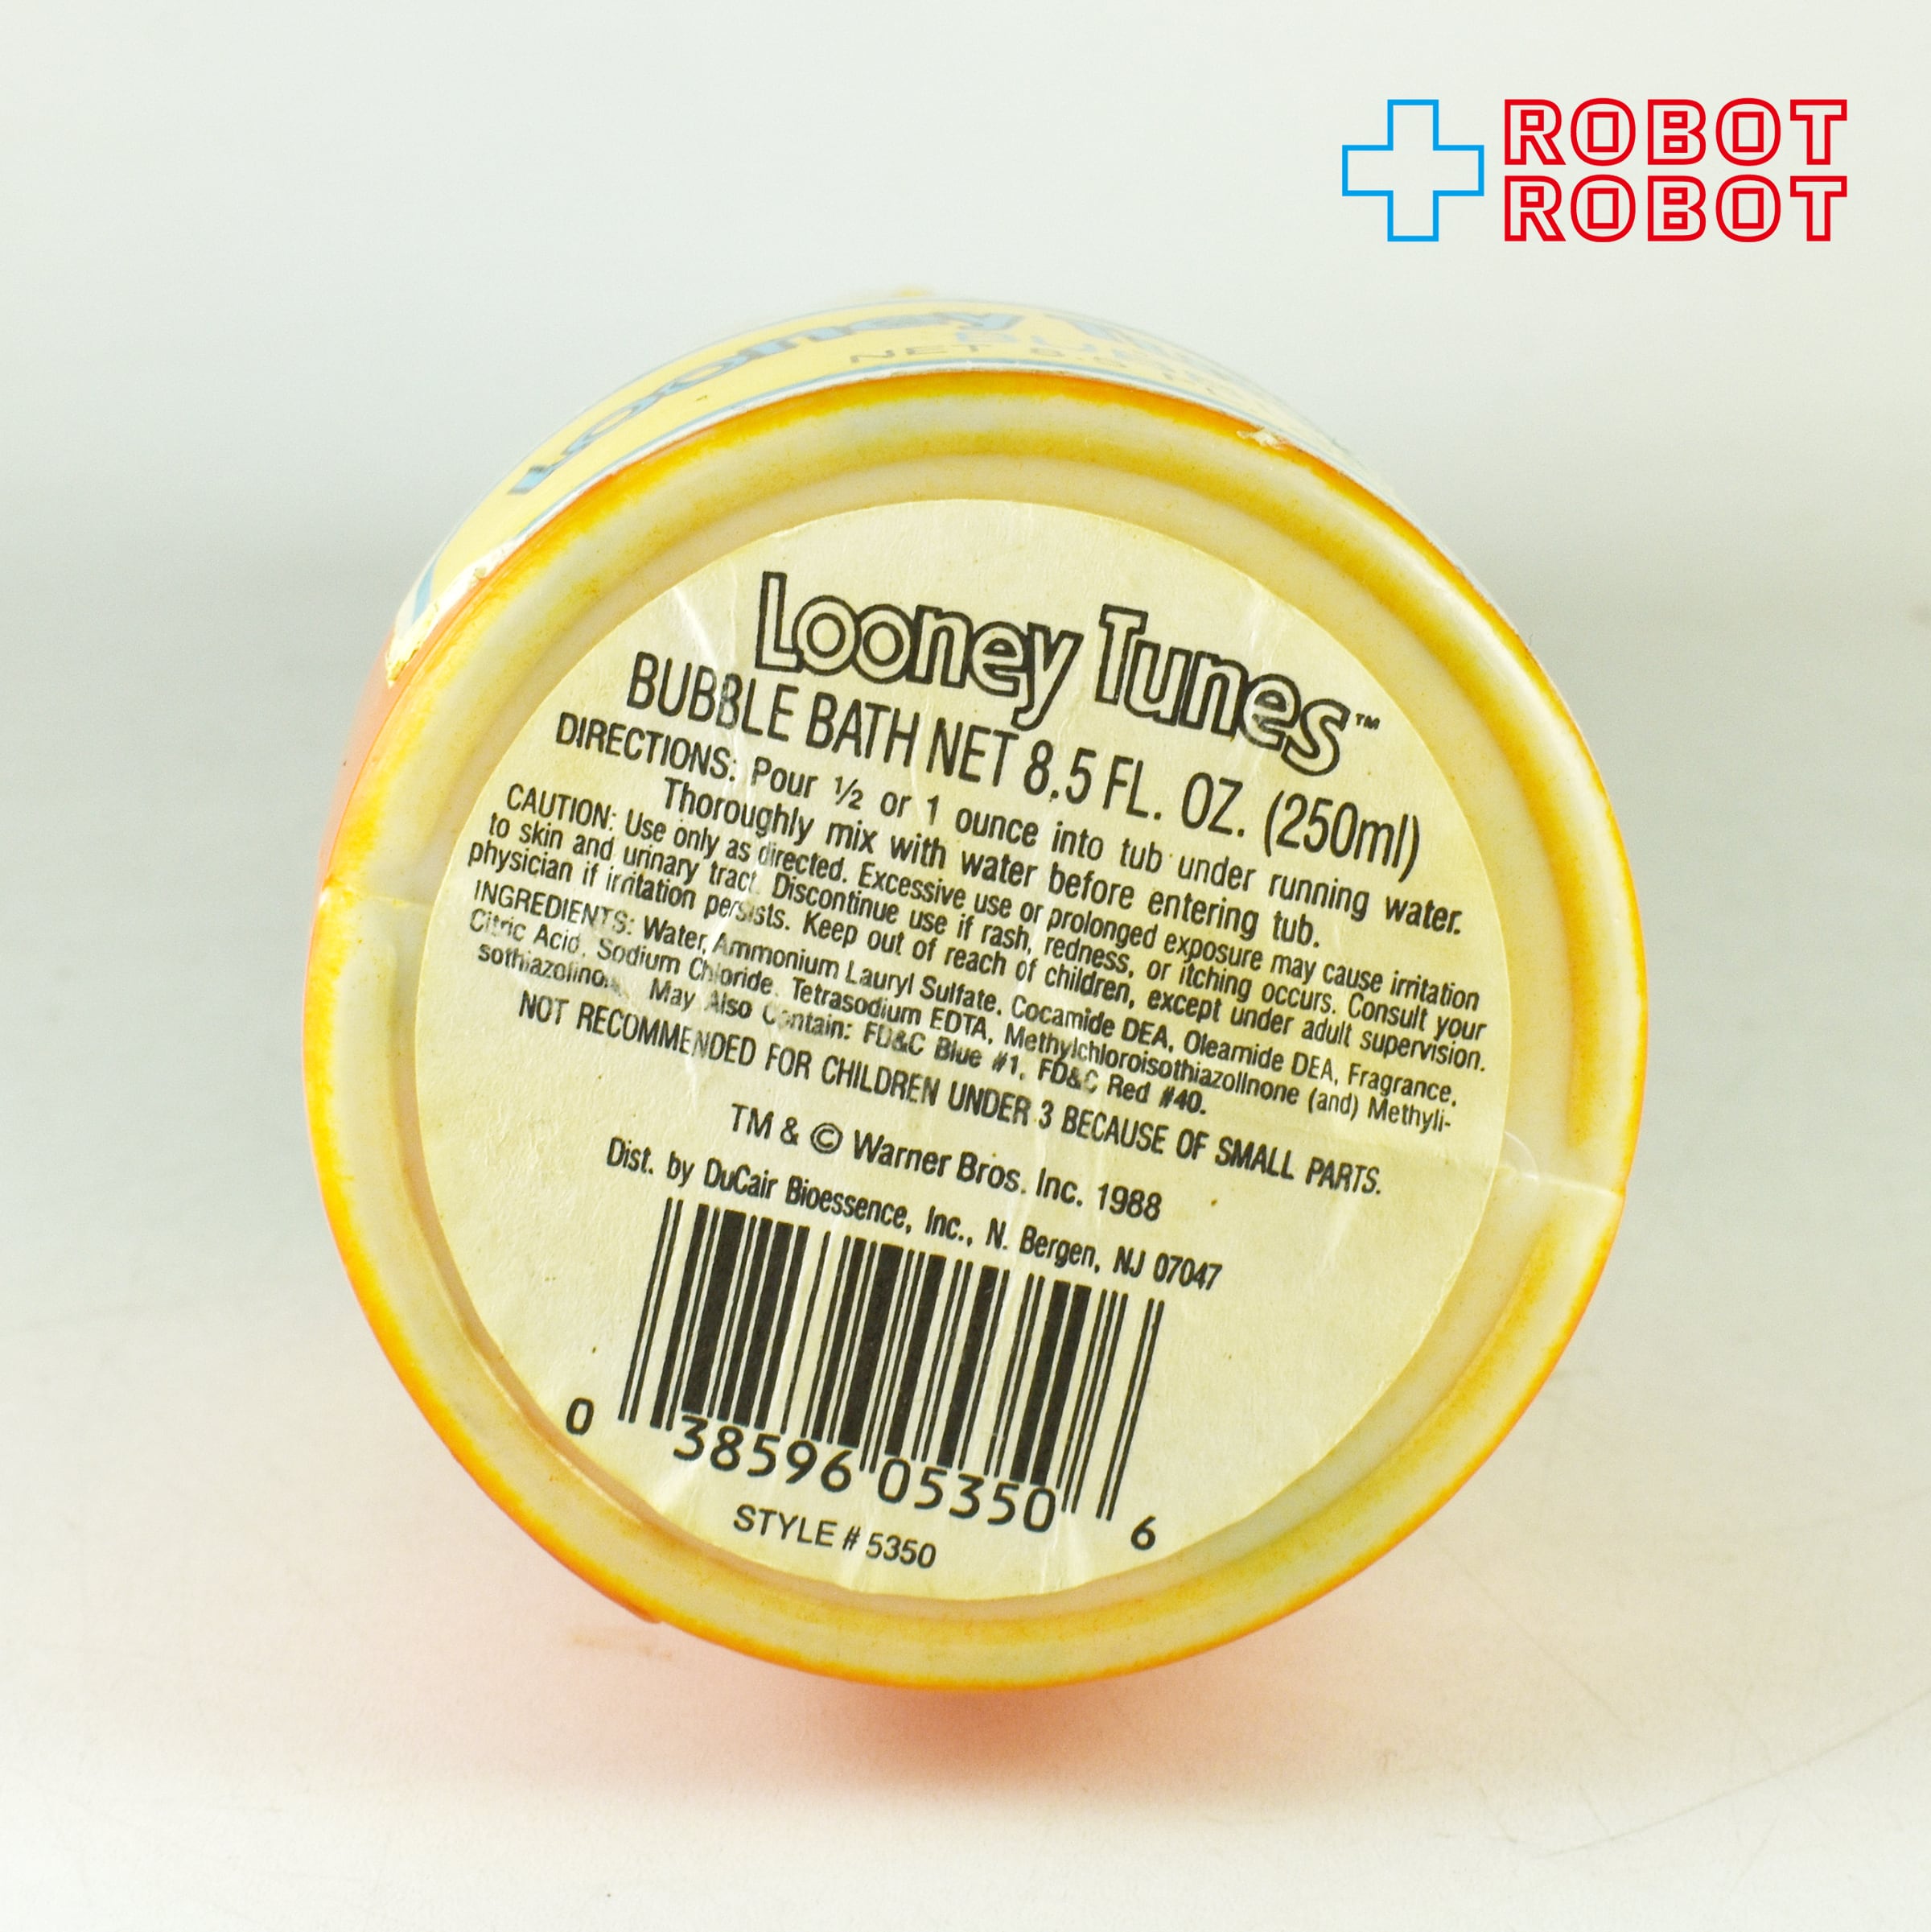 ROBOT
ROBOT
Looney
NET
Looney Tunes™
BUBBLE BATH NET 8.5 FL. OZ. (250ml)
DIRECTIONS: Pour ½ or 1 ounce into tub under running water.
Thoroughly mix with water before entering tub.
CAUTION: Use only as directed. Excessive use or prolonged exposure may cause irritation
to skin and urinary tract. Discontinue use if rash, redness, or itching occurs. Consult your
physician if irritation persists. Keep out of reach of children, except under adult supervision.
INGREDIENTS: Water, Ammonium Lauryl Sulfate, Cocamide DEA, Oleamide DEA, Fragrance,
Citric Acid, Sodium Chloride, Tetrasodium EDTA, Methylchloroisothiazolinone (and) Methyli-
sothiazolinone. May Also Contain: FD&C Blue #1, FD&C Red #40.
NOT RECOMMENDED FOR CHILDREN UNDER 3 BECAUSE OF SMALL PARTS.
TM & © Warner Bros. Inc. 1988
Dist. by DuCair Bioessence, Inc., N. Bergen, NJ 07047
0 38596 05350 6
STYLE # 5350